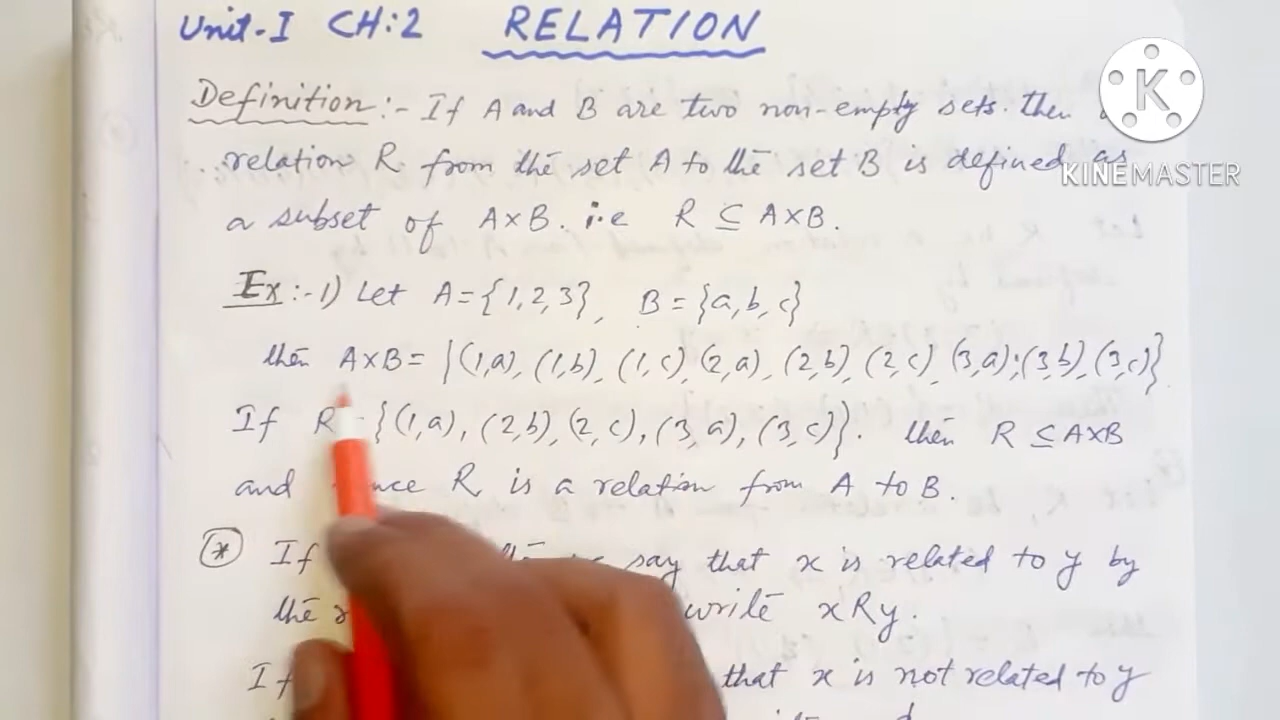 Unit-I CH:2 RELATION
Definition :- If A and B are two non-empty sets. then
relation R from the set A to the set B is defined as
a subset of A×B. i.e R ⊆ A×B.
Ex :- 1) Let A = {1,2,3}, B = {a,b,c}
then A×B = {(1,a), (1,b), (1,c), (2,a), (2,b), (2,c), (3,a), (3,b), (3,c)}
If R = {(1,a), (2,b), (2,c), (3,a), (3,c)}. then R ⊆ A×B
and R is a relation from A to B.
* If say that x is related to y by
the write xRy.
If that x is not related to y
K
KINEMASTER